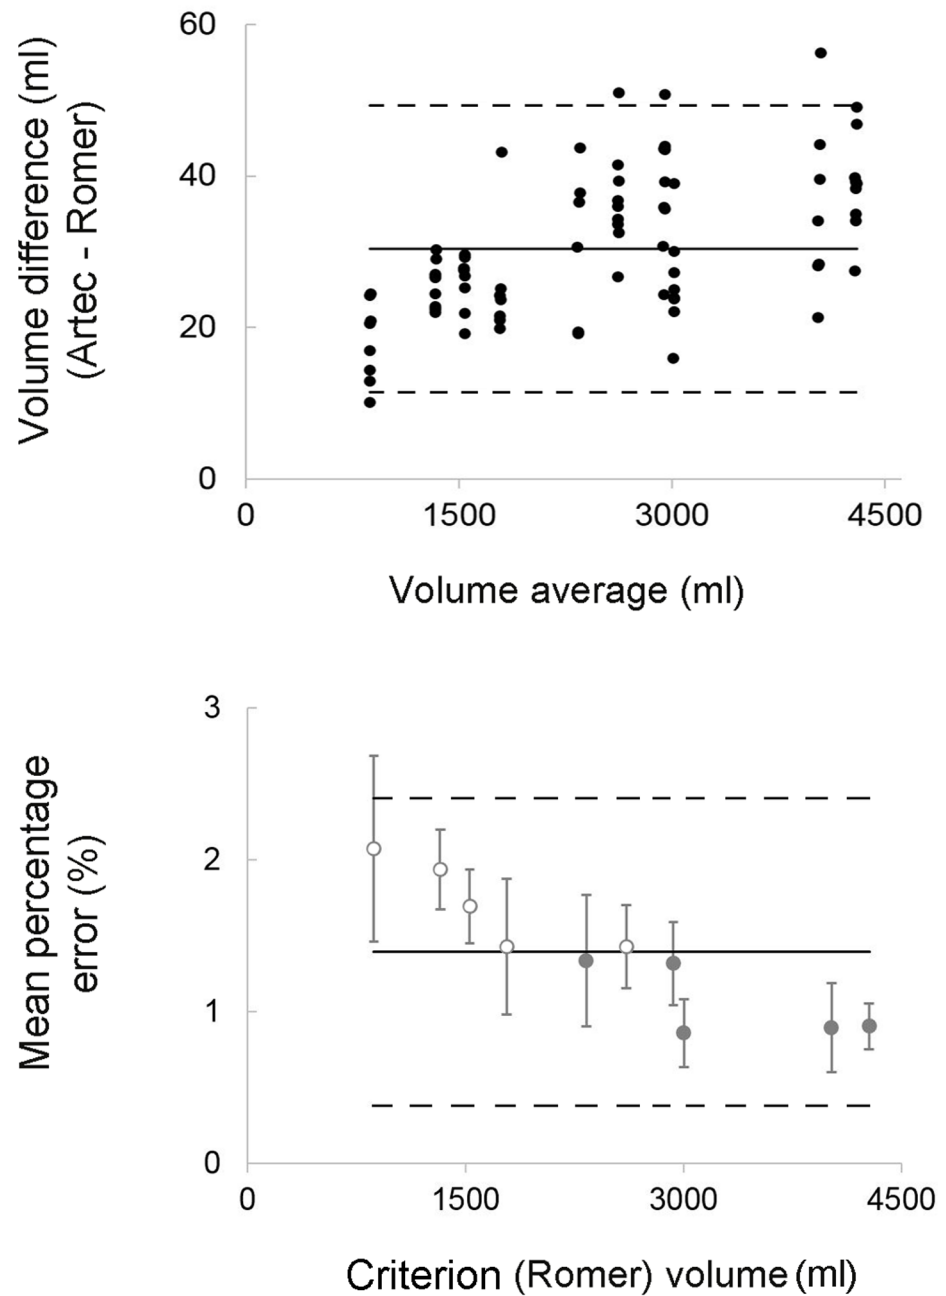 Volume difference (ml)
(Artec - Romer)
60
40
20
0
0 1500 3000 4500
Volume average (ml)
Mean percentage
error (%)
3
2
1
0
0 1500 3000 4500
Criterion (Romer) volume (ml)